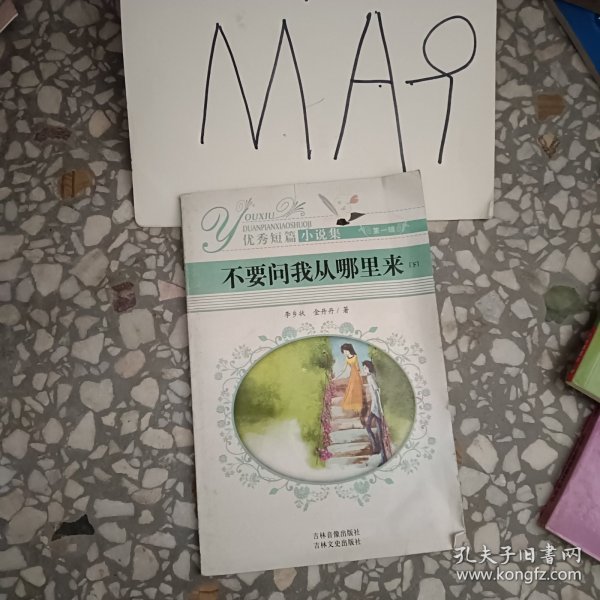 MA9
YOUXIU
DUANPIANXIAOSHUOJI
优秀短篇小说集 第一辑
不要问我从哪里来[下]
李乡状 金丹丹/著
吉林音像出版社
吉林文史出版社
孔夫子旧书网
www.kongfz.com